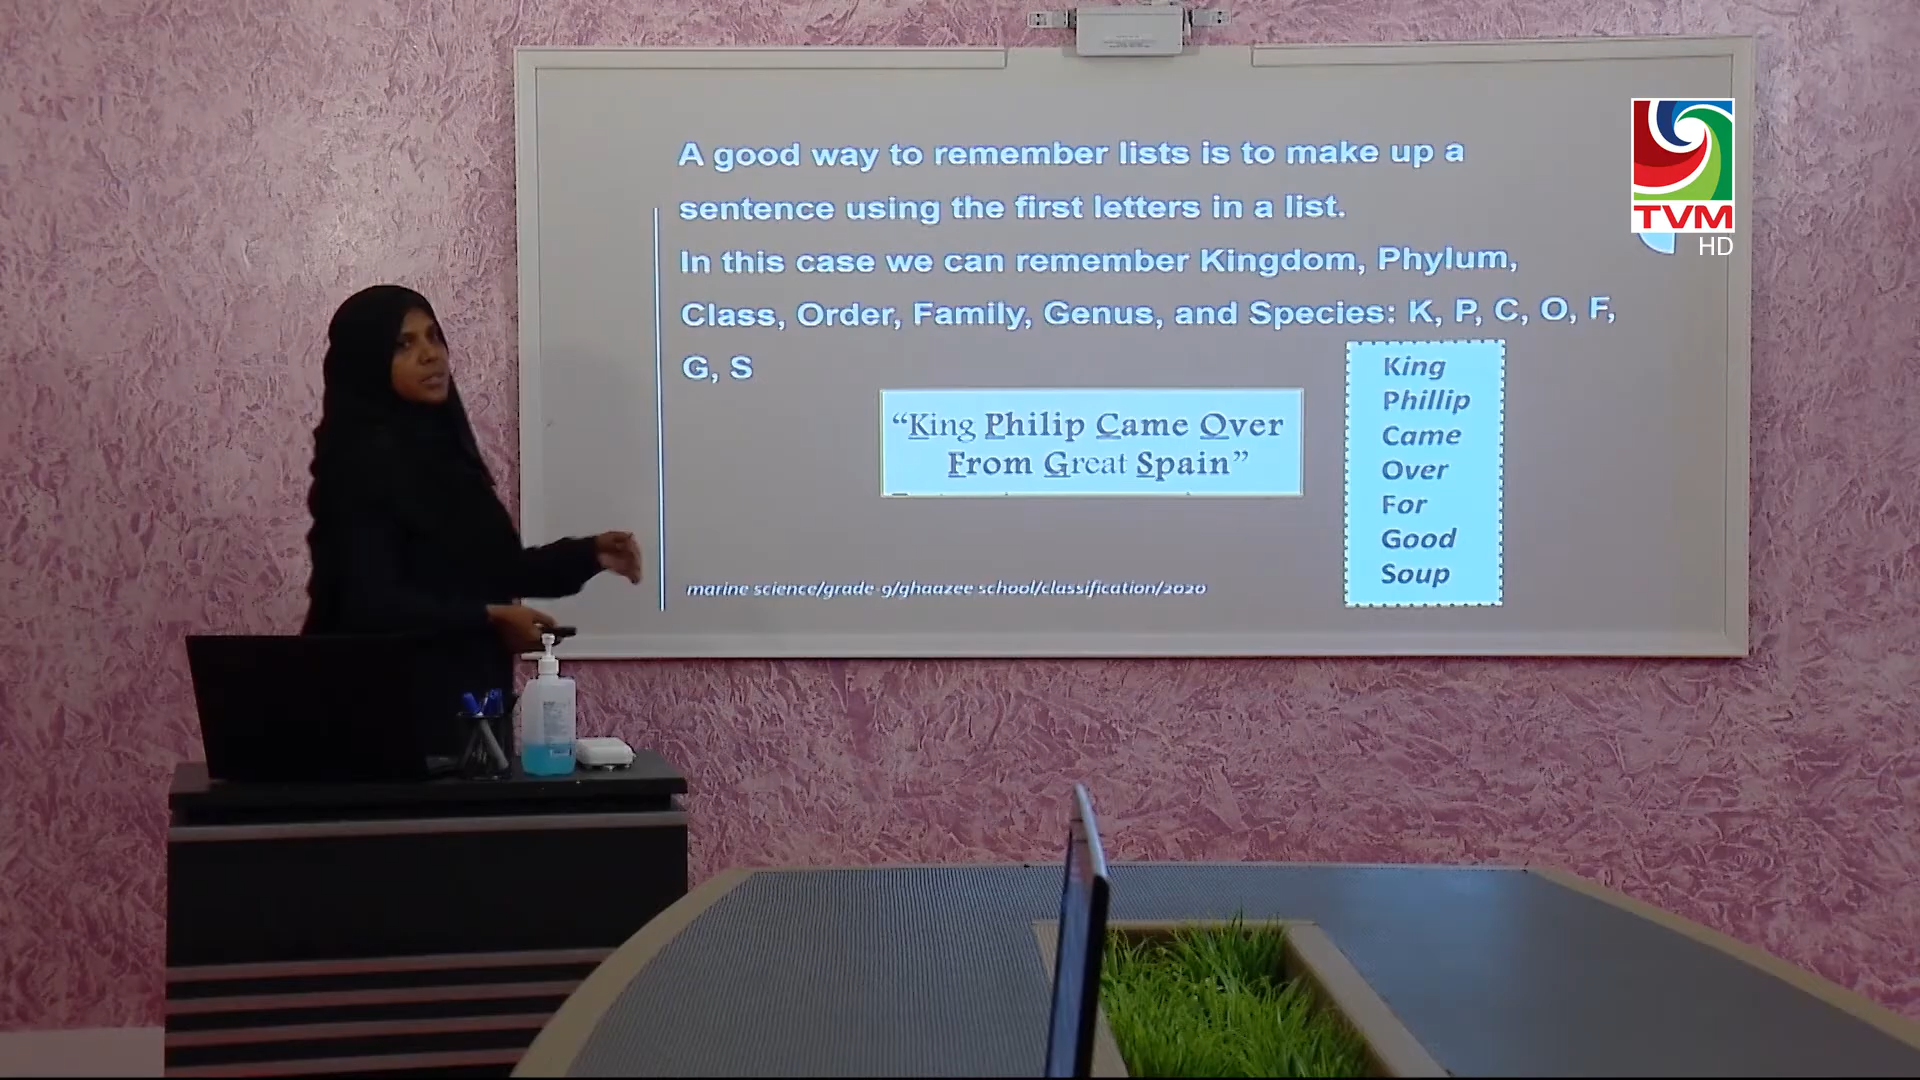 A good way to remember lists is to make up a
sentence using the first letters in a list.
In this case we can remember Kingdom, Phylum,
Class, Order, Family, Genus, and Species: K, P, C, O, F,
G, S
“King Philip Came Over
From Great Spain”
King
Phillip
Came
Over
For
Good
Soup
marine science/grade 9/ghaazee school/classification/2020
TVM
HD